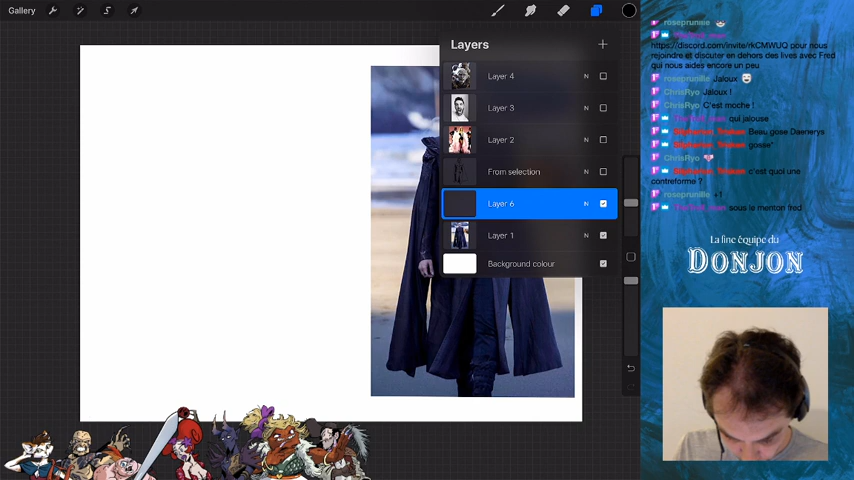 Gallery
Layers
Layer 4 N
Layer 3 N
Layer 2 N
From selection N
Layer 6 N
Layer 1 N
Background colour
roseprunille
https://discord.com/invite/rkCMWUQ pour nous
rejoindre et discuter en dehors des lives avec Fred
qui nous aides encore un peu
roseprunille Jaloux
ChrisRyo Jaloux !
ChrisRyo C'est moche !
qui jalouse
Beau gose Daenerys
gosse*
ChrisRyo
c'est quoi une
contreforme ?
roseprunille +1
sous le menton fred
La fine équipe du
DONJON